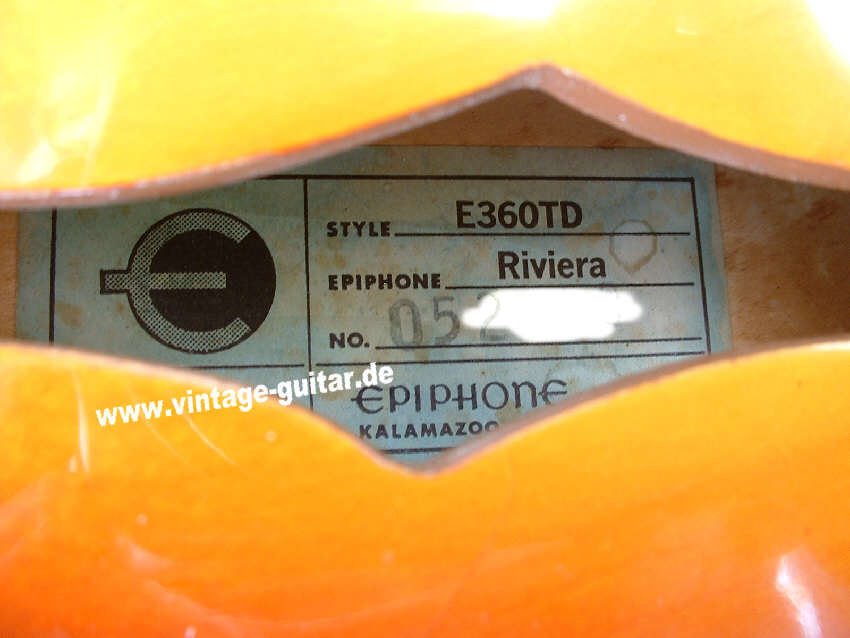 STYLE E360TD
EPIPHONE Riviera
NO. 052
EPIPHONE
KALAMAZOO
www.vintage-guitar.de